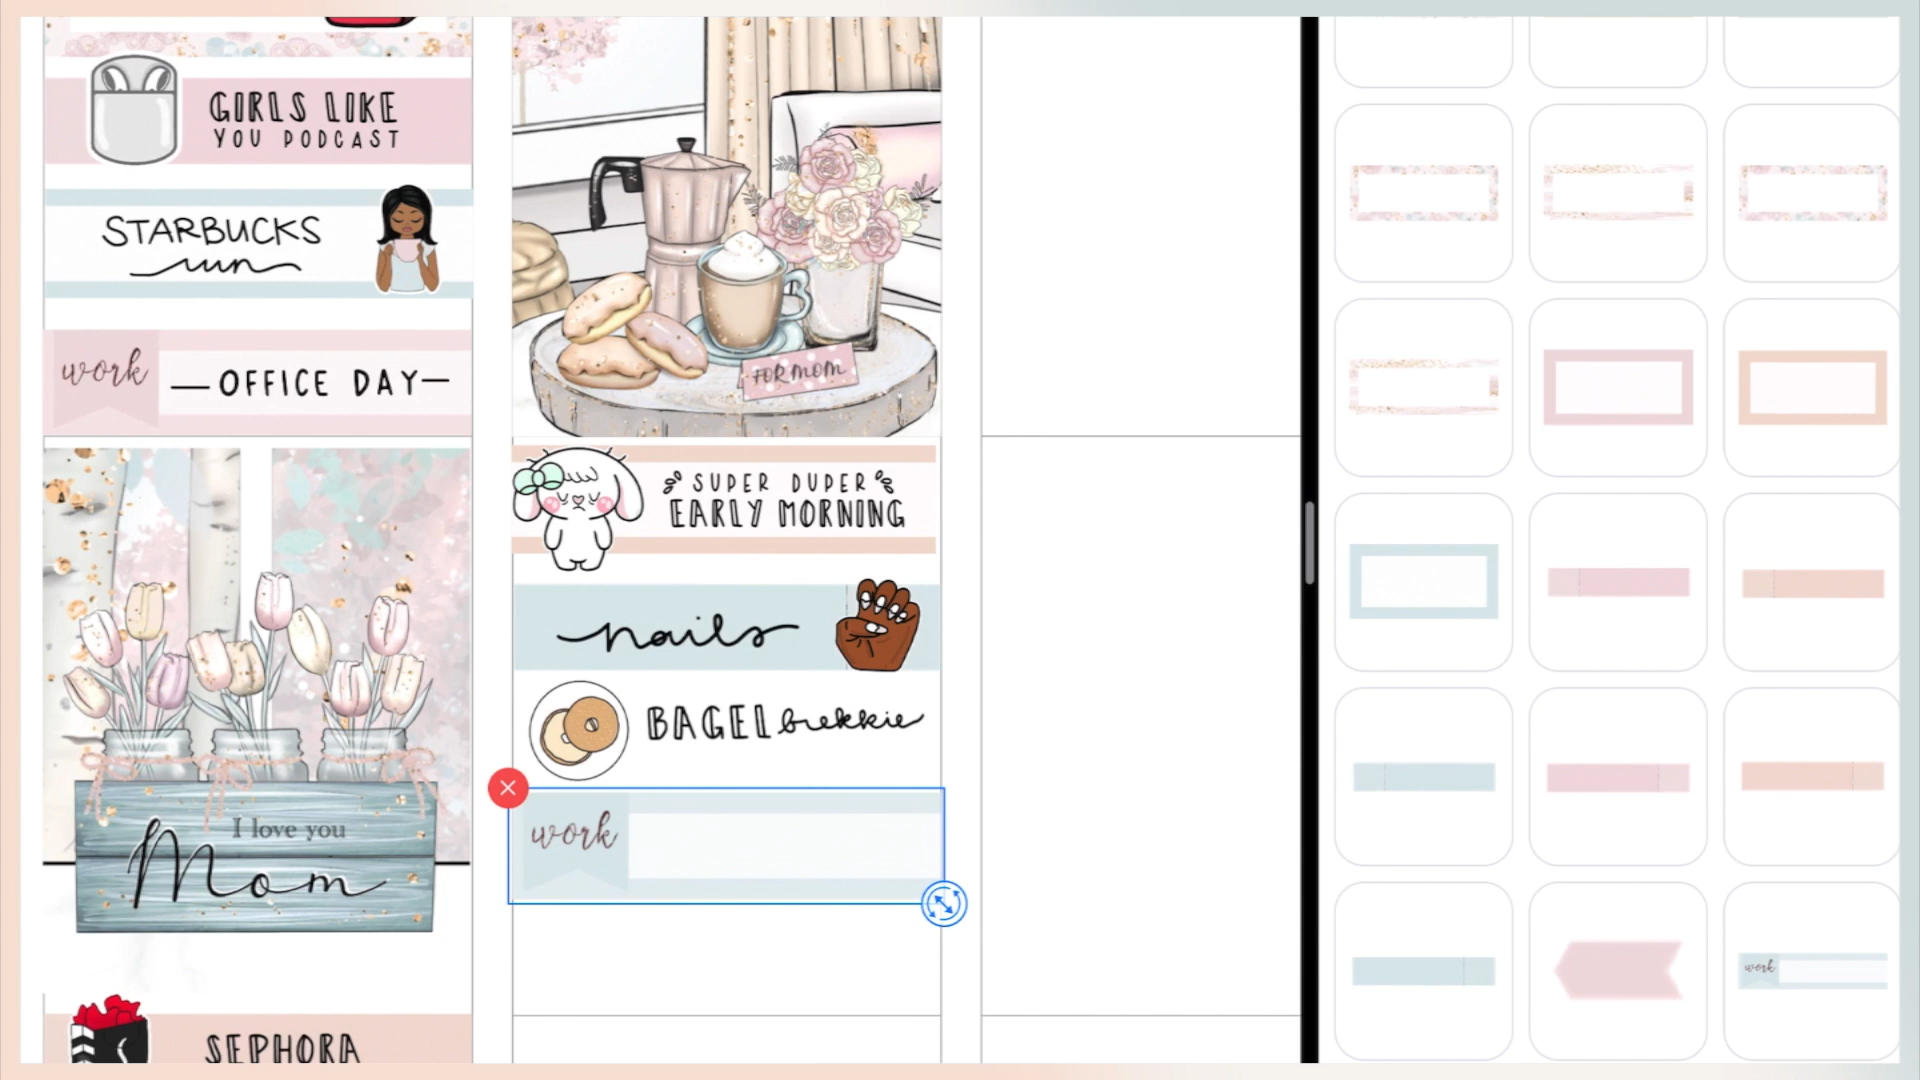 GIRLS LIKE
YOU PODCAST
STARBUCKS
run
work
—OFFICE DAY—
I love you
Mom
SEPHORA
FOR MOM
SUPER DUPER
EARLY MORNING
nails
BAGEL brekkie
work
work